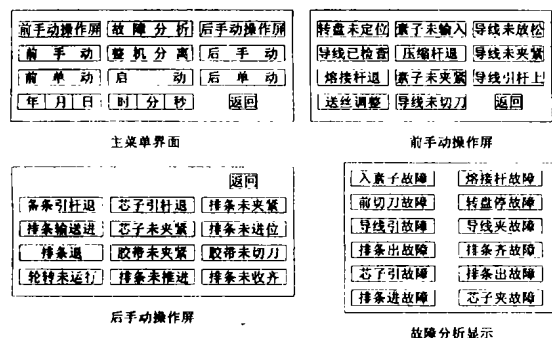 前手动操作屏 故障分析 后手动操作屏
前手动 整机分离 后手动
前单动 启动 后单动
年 月 日 时 分 秒 返回
主菜单界面
转盘未定位 素子未输入 导线未放松
导线已检查 压缩杆退 导线未夹紧
熔接杆退 素子未夹紧 导线引杆上
送丝调整 导线未切刀 返回
前手动操作屏
返回
备条引杆退 芯子引杆退 排条未夹紧
排条输送进 芯子未夹紧 排条未进位
排条退 胶带未夹紧 胶带未切刀
轮转未运行 排条未推进 排条未收齐
后手动操作屏
入素子故障 熔接杆故障
前切刀故障 转盘停故障
导线引故障 导线夹故障
排条出故障 排条齐故障
芯子引故障 排条出故障
排条进故障 芯子夹故障
故障分析显示